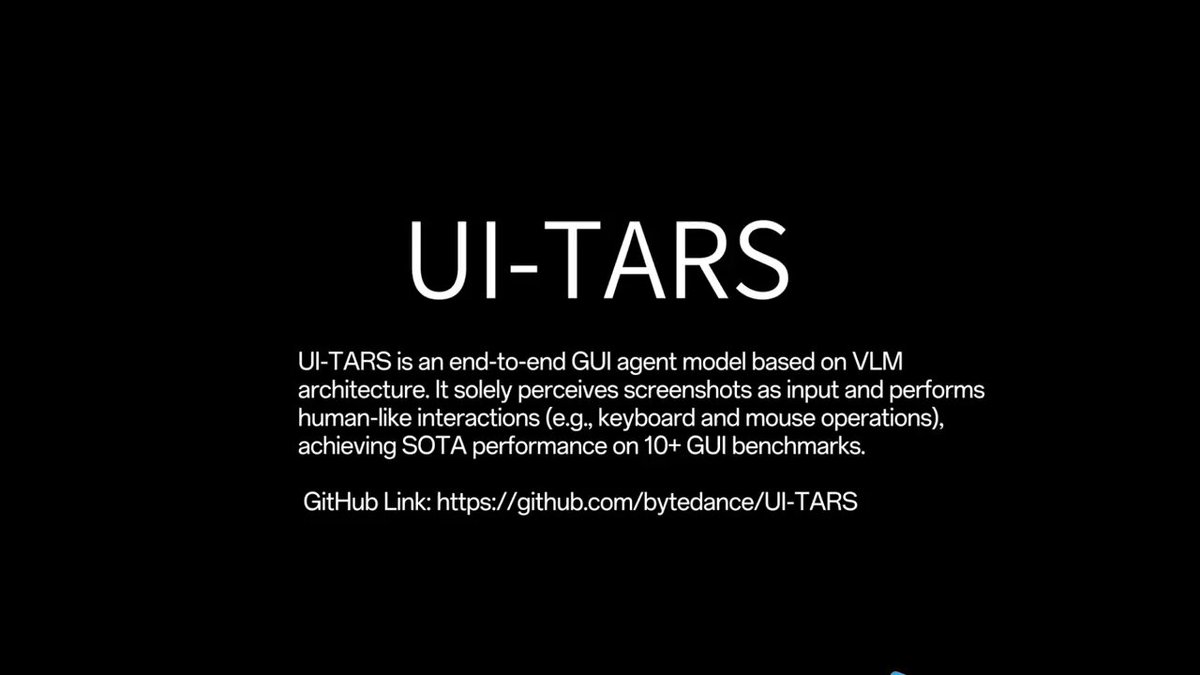 UI-TARS
UI-TARS is an end-to-end GUI agent model based on VLM
architecture. It solely perceives screenshots as input and performs
human-like interactions (e.g., keyboard and mouse operations),
achieving SOTA performance on 10+ GUI benchmarks.
GitHub Link: https://github.com/bytedance/UI-TARS